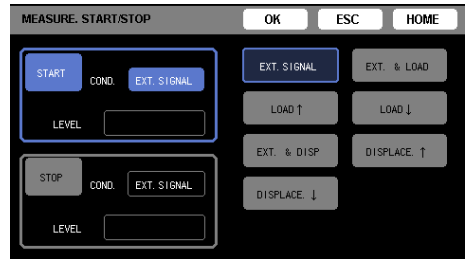 MEASURE. START/STOP OK ESC HOME
START COND. EXT. SIGNAL
LEVEL
STOP COND. EXT. SIGNAL
LEVEL
EXT. SIGNAL EXT. & LOAD
LOAD↑ LOAD↓
EXT. & DISP DISPLACE. ↑
DISPLACE. ↓